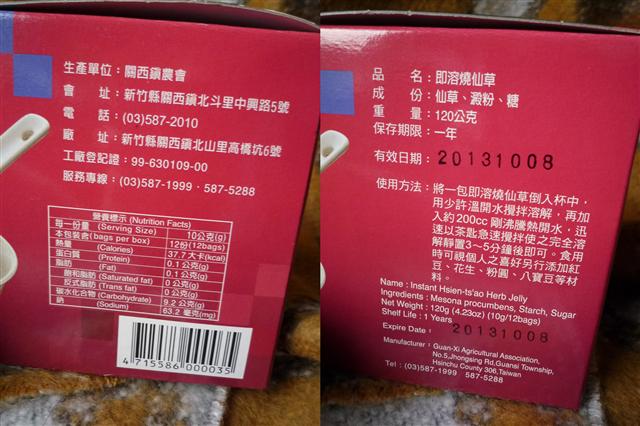 生產單位：關西鎮農會
會　址：新竹縣關西鎮北斗里中興路5號
電　話：(03)587-2010
廠　址：新竹縣關西鎮北山里高橋坑6號
工廠登記證：99-630109-00
服務專線：(03)587-1999．587-5288
營養標示 (Nutrition Facts)
每一份量 (Serving Size) 10公克(g)
本包裝含(bags per box) 12份(12bags)
熱量 (Calories) 37.7 大卡(kcal)
蛋白質 (Protein) 0.1 公克(g)
脂肪 (Fat) 0.1 公克(g)
飽和脂肪 (Saturated fat) 0 公克(g)
反式脂肪 (Trans fat) 0 公克(g)
碳水化合物 (Carbohydrate) 9.2 公克(g)
鈉 (Sodium) 63.2 毫克(mg)
4 715586 000035
品　名：即溶燒仙草
成　份：仙草、澱粉、糖
重　量：120公克
保存期限：一年
有效日期：20131008
使用方法：將一包即溶燒仙草倒入杯中，
用少許溫開水攪拌溶解，再加
入約200cc 剛沸騰熱開水，迅
速以茶匙急速攪拌使之完全溶
解靜置3~5分鐘後即可。食用
時可視個人之喜好另行添加紅
豆、花生、粉圓、八寶豆等材
料。
Name : Instant Hsien-ts'ao Herb Jelly
Ingredients : Mesona procumbens, Starch, Sugar
Net Weight : 120g (4.23oz) (10g/12bags)
Shelf Life : 1 Years
Expire Date : 20131008
Manufacturer : Guan-Xi Agricultural Association,
No.5,Jhongsing Rd.Guansi Township,
Hsinchu County 306,Taiwan
Tel : (03)587-1999 587-5288